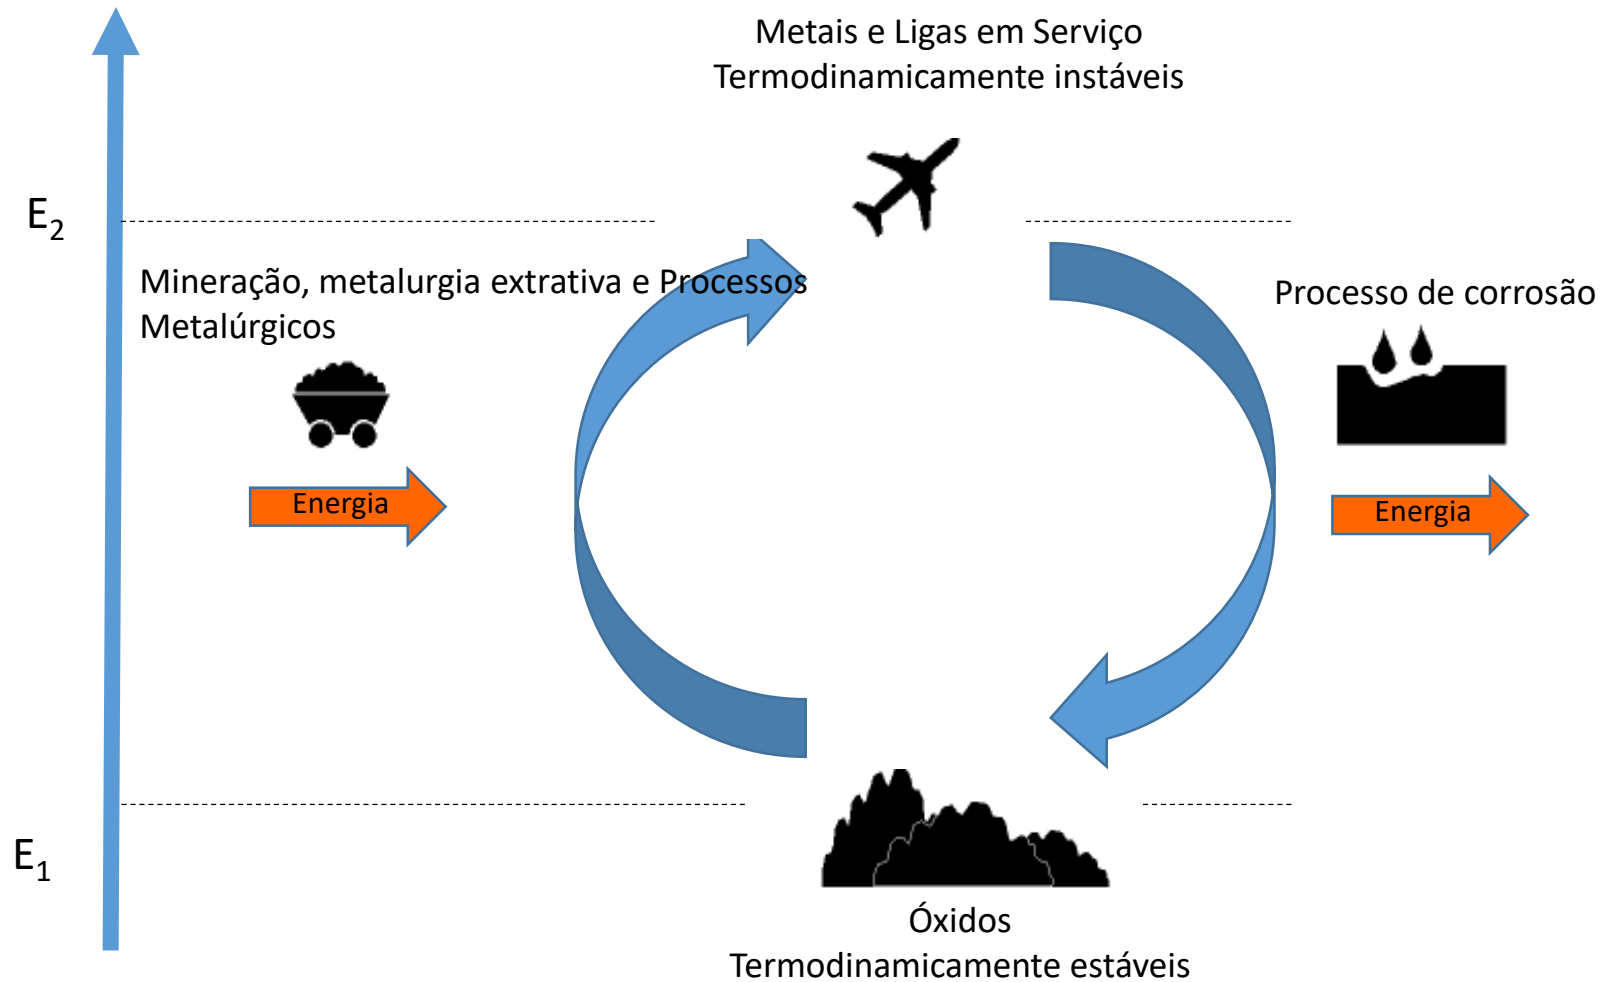 Metais e Ligas em Serviço
Termodinamicamente instáveis
E₂
Mineração, metalurgia extrativa e Processos
Metalúrgicos
Processo de corrosão
Energia
Energia
E₁
Óxidos
Termodinamicamente estáveis